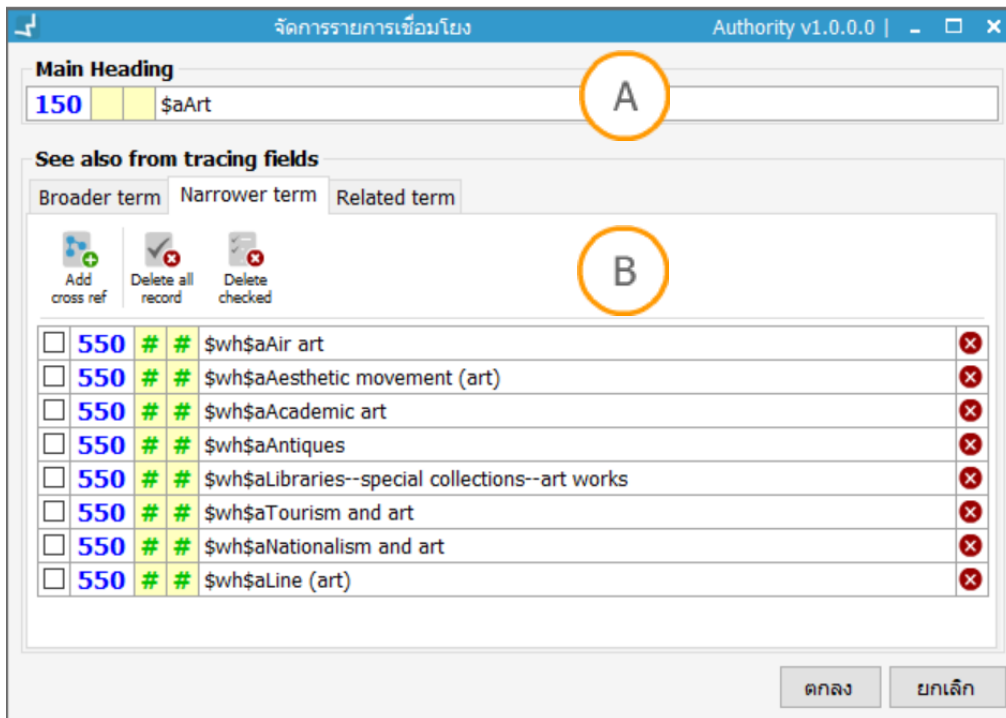 จัดการรายการเชื่อมโยง Authority v1.0.0.0 |
Main Heading
150 $aArt
A
See also from tracing fields
Broader term Narrower term Related term
Add cross ref
Delete all record
Delete checked
B
550 # # $wh$aAir art
550 # # $wh$aAesthetic movement (art)
550 # # $wh$aAcademic art
550 # # $wh$aAntiques
550 # # $wh$aLibraries--special collections--art works
550 # # $wh$aTourism and art
550 # # $wh$aNationalism and art
550 # # $wh$aLine (art)
ตกลง ยกเลิก